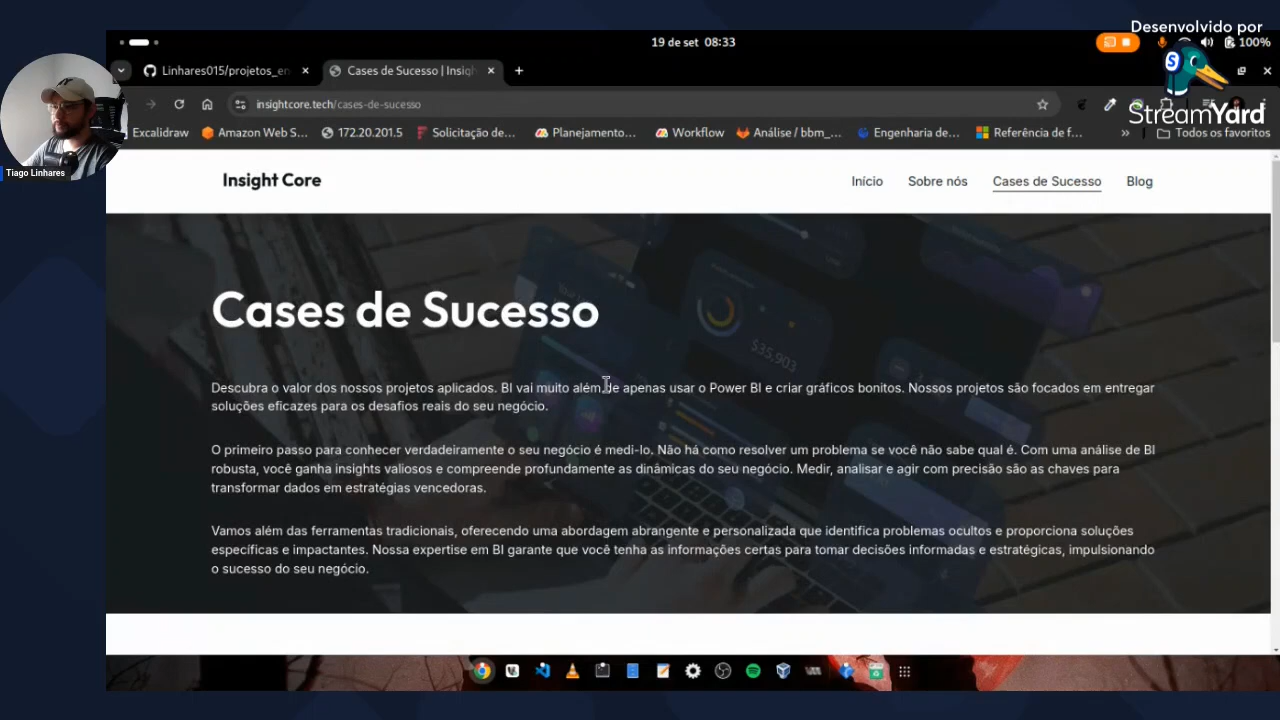 Desenvolvido por
StreamYard
Tiago Linhares
19 de set 08:33
100%
Linhares015/projetos_en
Cases de Sucesso | Insigh
insightcore.tech/cases-de-sucesso
Excalidraw
Amazon Web S...
172.20.201.5
Solicitação de...
Planejamento...
Workflow
Análise / bbm_...
Engenharia de...
Referência de f...
Todos os favoritos
Insight Core
Início
Sobre nós
Cases de Sucesso
Blog
Cases de Sucesso
$35,903
Descubra o valor dos nossos projetos aplicados. BI vai muito além de apenas usar o Power BI e criar gráficos bonitos. Nossos projetos são focados em entregar
soluções eficazes para os desafios reais do seu negócio.
O primeiro passo para conhecer verdadeiramente o seu negócio é medi-lo. Não há como resolver um problema se você não sabe qual é. Com uma análise de BI
robusta, você ganha insights valiosos e compreende profundamente as dinâmicas do seu negócio. Medir, analisar e agir com precisão são as chaves para
transformar dados em estratégias vencedoras.
Vamos além das ferramentas tradicionais, oferecendo uma abordagem abrangente e personalizada que identifica problemas ocultos e proporciona soluções
específicas e impactantes. Nossa expertise em BI garante que você tenha as informações certas para tomar decisões informadas e estratégicas, impulsionando
o sucesso do seu negócio.